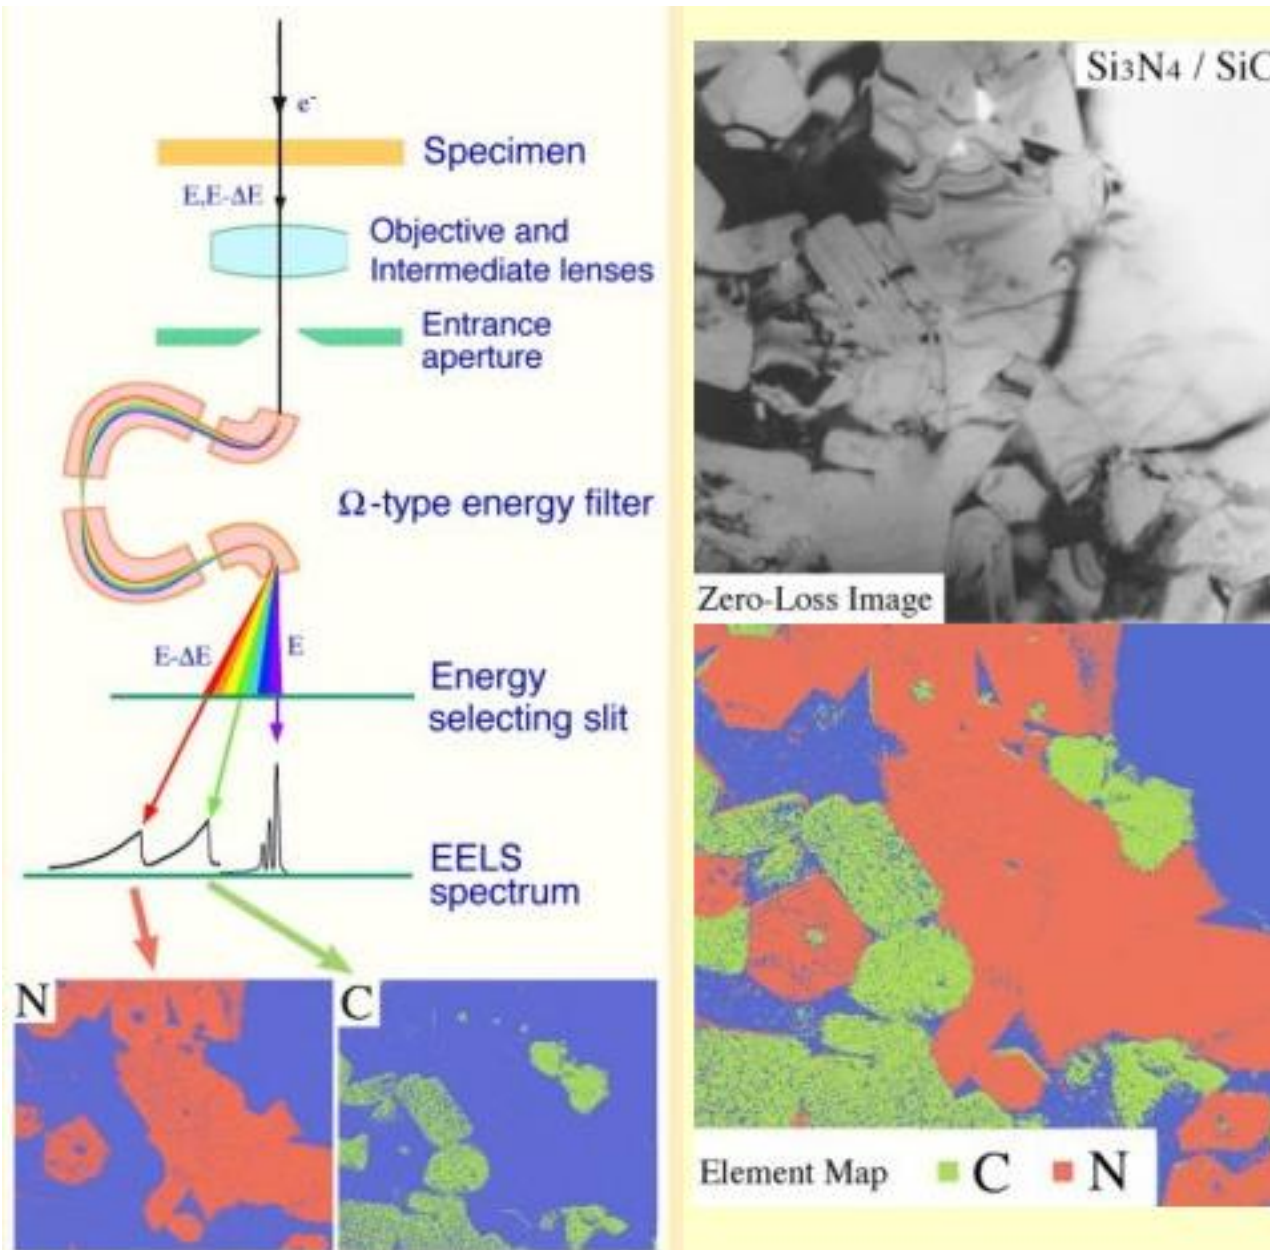 e⁻
Specimen
E,E-ΔE
Objective and
Intermediate lenses
Entrance
aperture
Ω-type energy filter
E-ΔE
E
Energy
selecting slit
EELS
spectrum
N
C
Si₃N₄ / SiC
Zero-Loss Image
Element Map
C
N